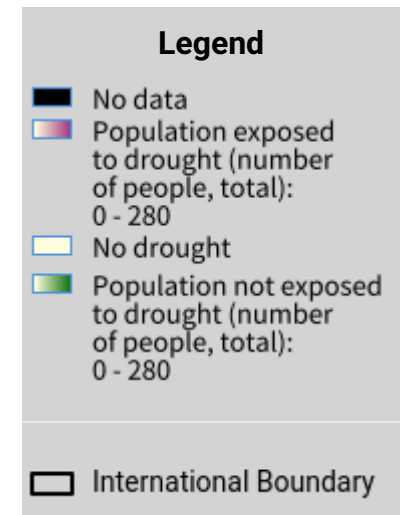 Legend
No data
Population exposed
to drought (number
of people, total):
0 - 280
No drought
Population not exposed
to drought (number
of people, total):
0 - 280
International Boundary